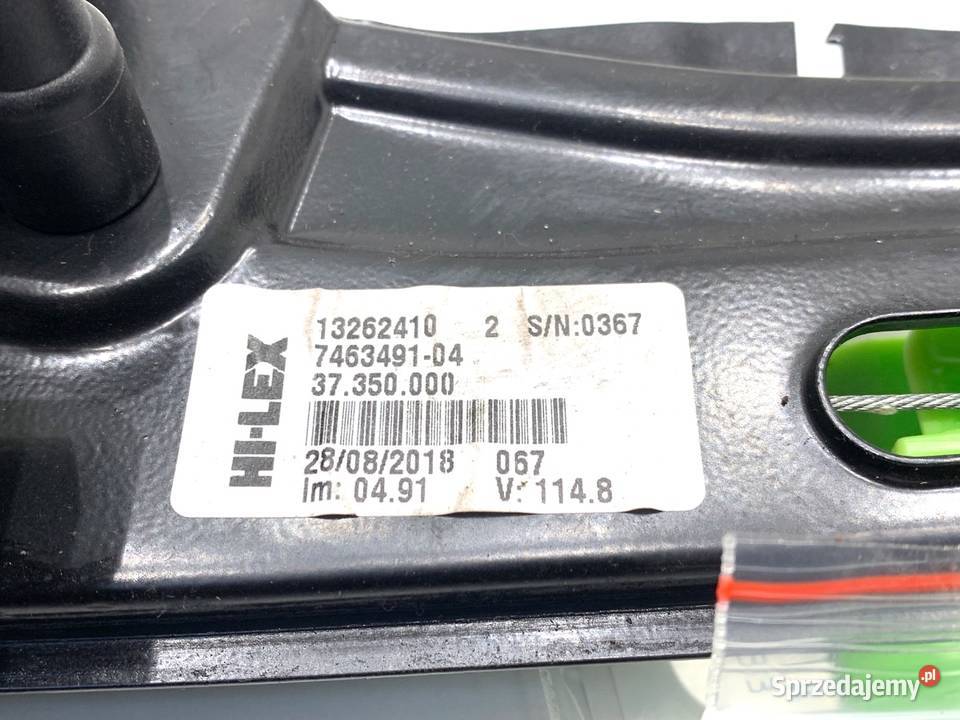 HI-LEX
13262410 2 S/N:0367
7463491-04
37.350.000
28/08/2018 067
Im: 04.91 V: 114.8
Sprzedajemy.pl